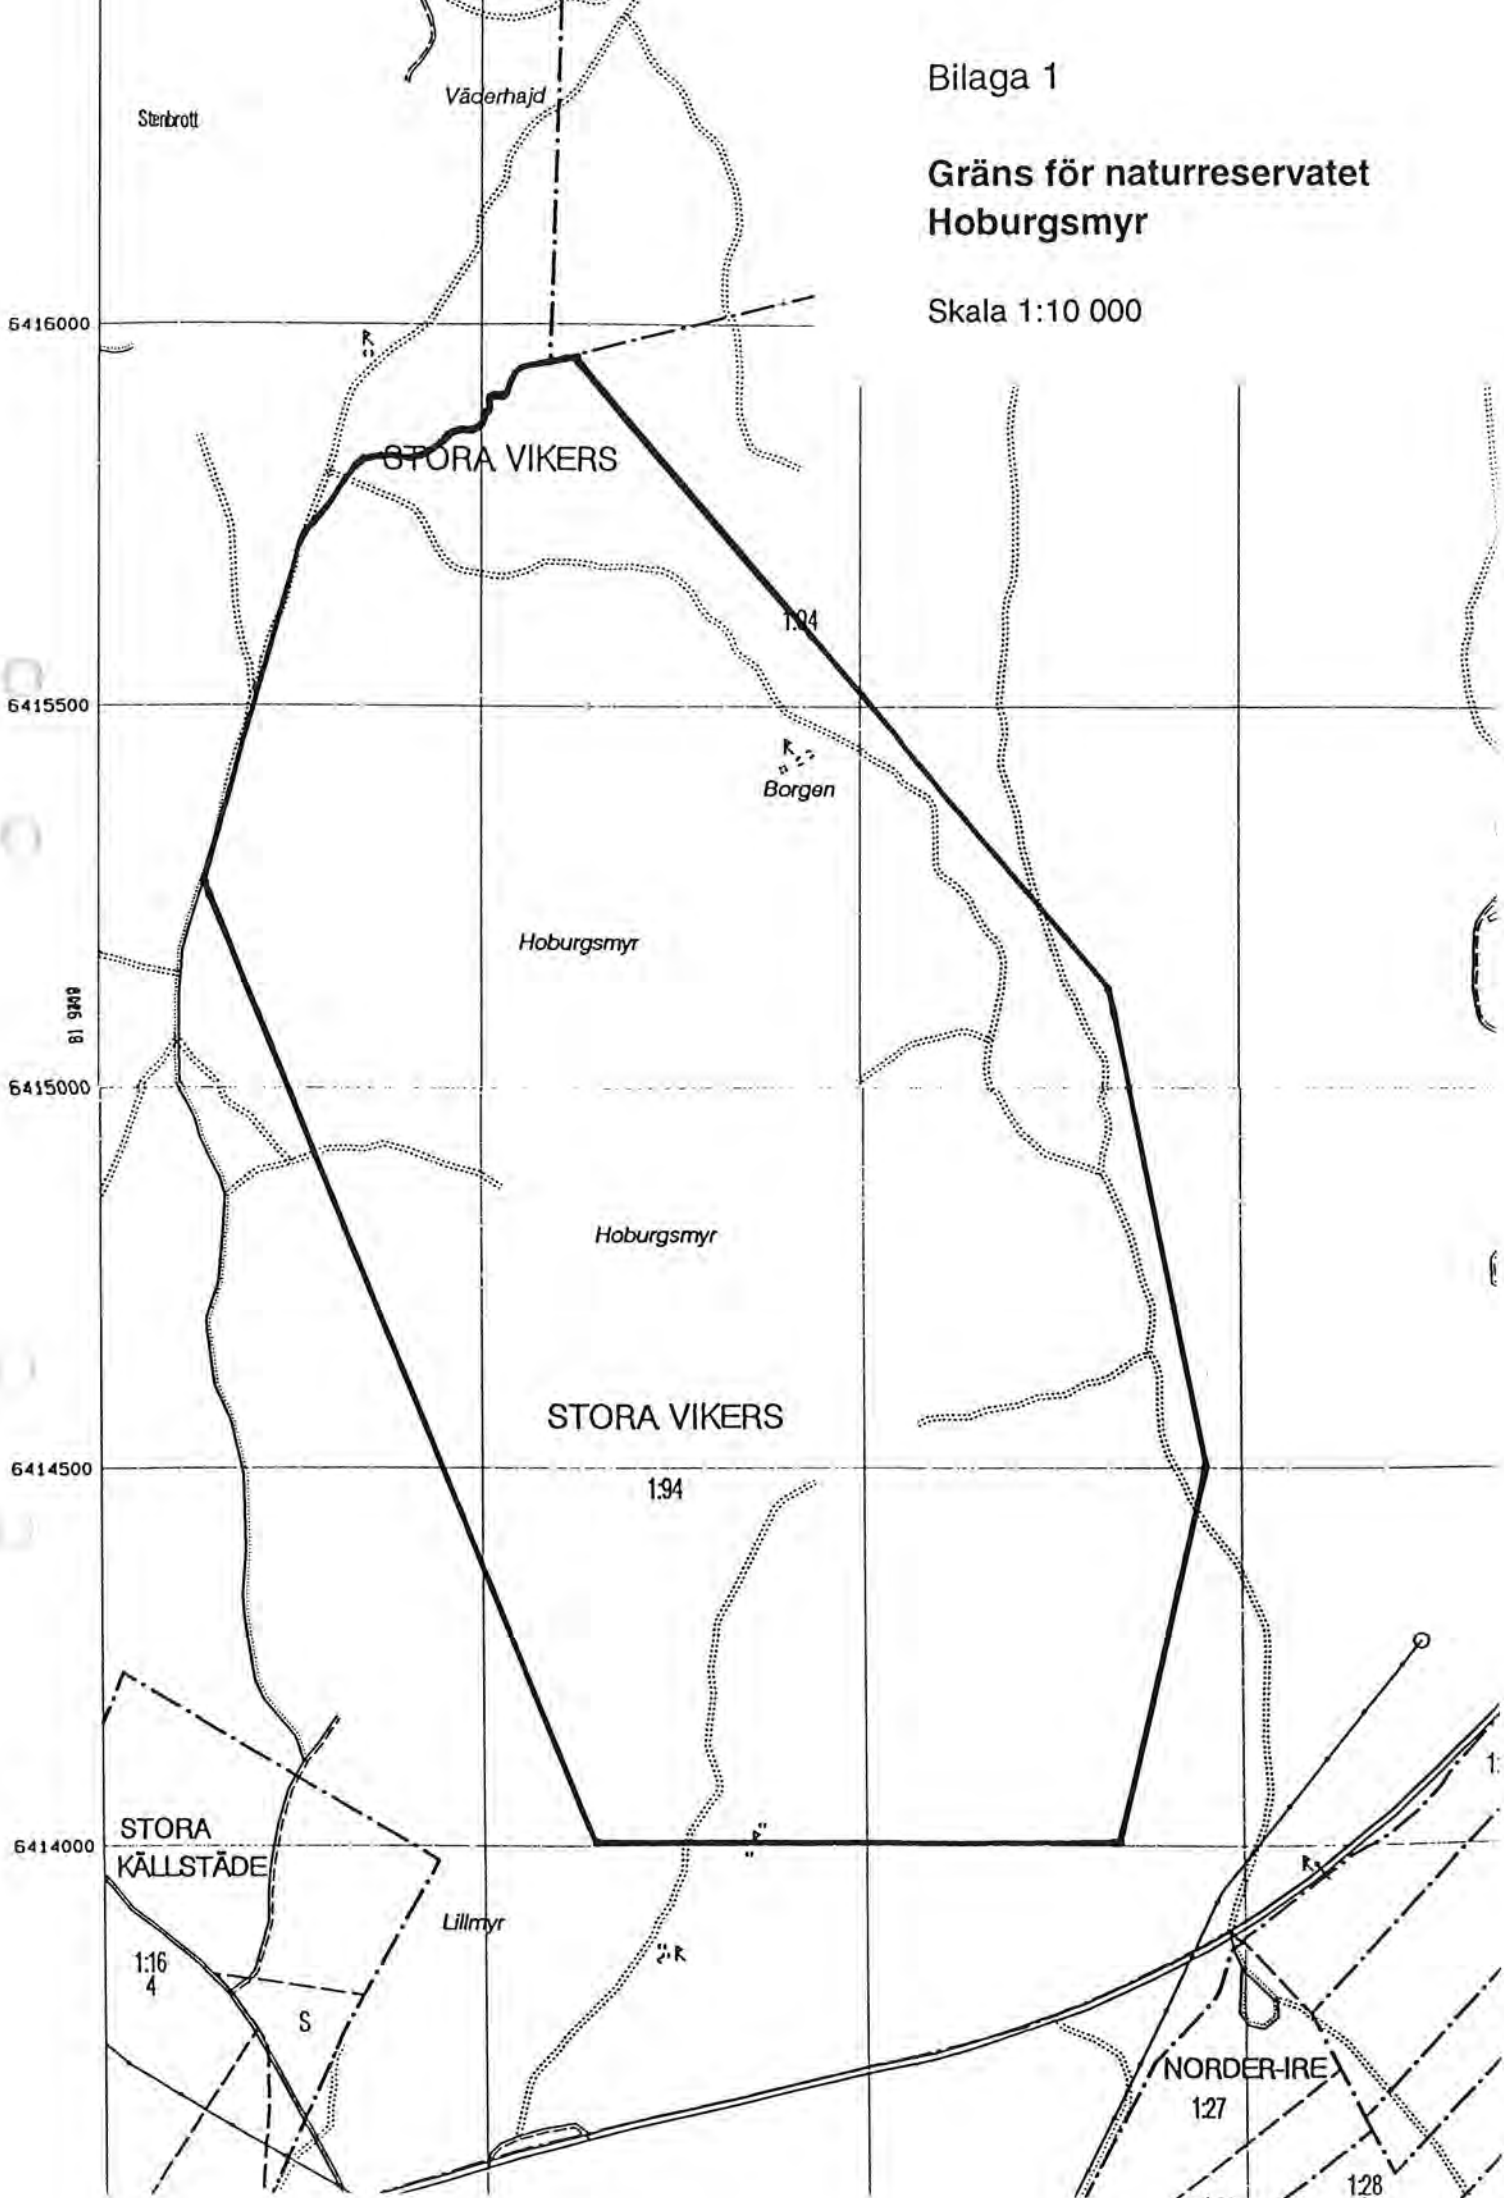 Bilaga 1
Gräns för naturreservatet
Hoburgsmyr
Skala 1:10 000
Väderhajd
Stenbrott
6416000
R
STORA VIKERS
1:94
6415500
R
Borgen
Hoburgsmyr
6415000
Hoburgsmyr
STORA VIKERS
6414500
1:94
STORA
KÄLLSTÄDE
6414000
R
R
Lillmyr
R
1:16
4
S
NORDER-IRE
1:27
1:28